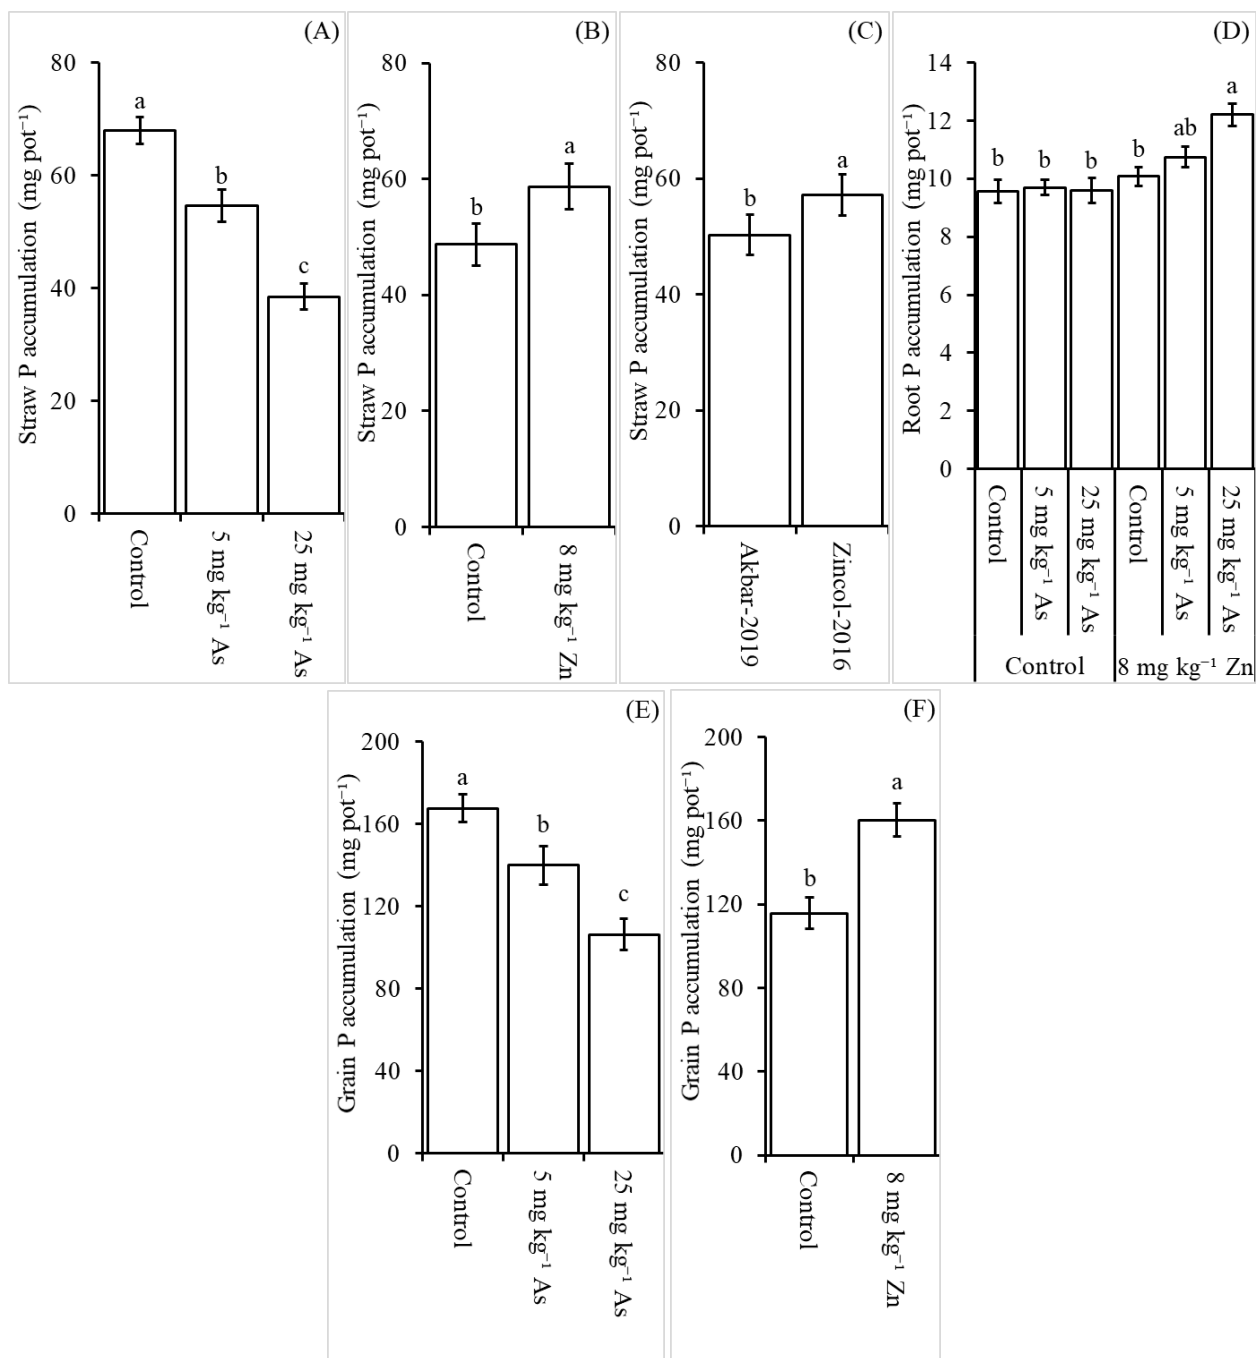 (A)
Straw P accumulation (mg pot⁻¹)
80
60
40
20
0
a
b
c
Control
5 mg kg⁻¹ As
25 mg kg⁻¹ As
(B)
Straw P accumulation (mg pot⁻¹)
80
60
40
20
0
b
a
Control
8 mg kg⁻¹ Zn
(C)
Straw P accumulation (mg pot⁻¹)
80
60
40
20
0
b
a
Akbar-2019
Zincol-2016
(D)
Root P accumulation (mg pot⁻¹)
14
12
10
8
6
4
2
0
b
b
b
b
ab
a
Control
5 mg kg⁻¹ As
25 mg kg⁻¹ As
Control
5 mg kg⁻¹ As
25 mg kg⁻¹ As
Control
8 mg kg⁻¹ Zn
(E)
Grain P accumulation (mg pot⁻¹)
200
160
120
80
40
0
a
b
c
Control
5 mg kg⁻¹ As
25 mg kg⁻¹ As
(F)
Grain P accumulation (mg pot⁻¹)
200
160
120
80
40
0
b
a
Control
8 mg kg⁻¹ Zn